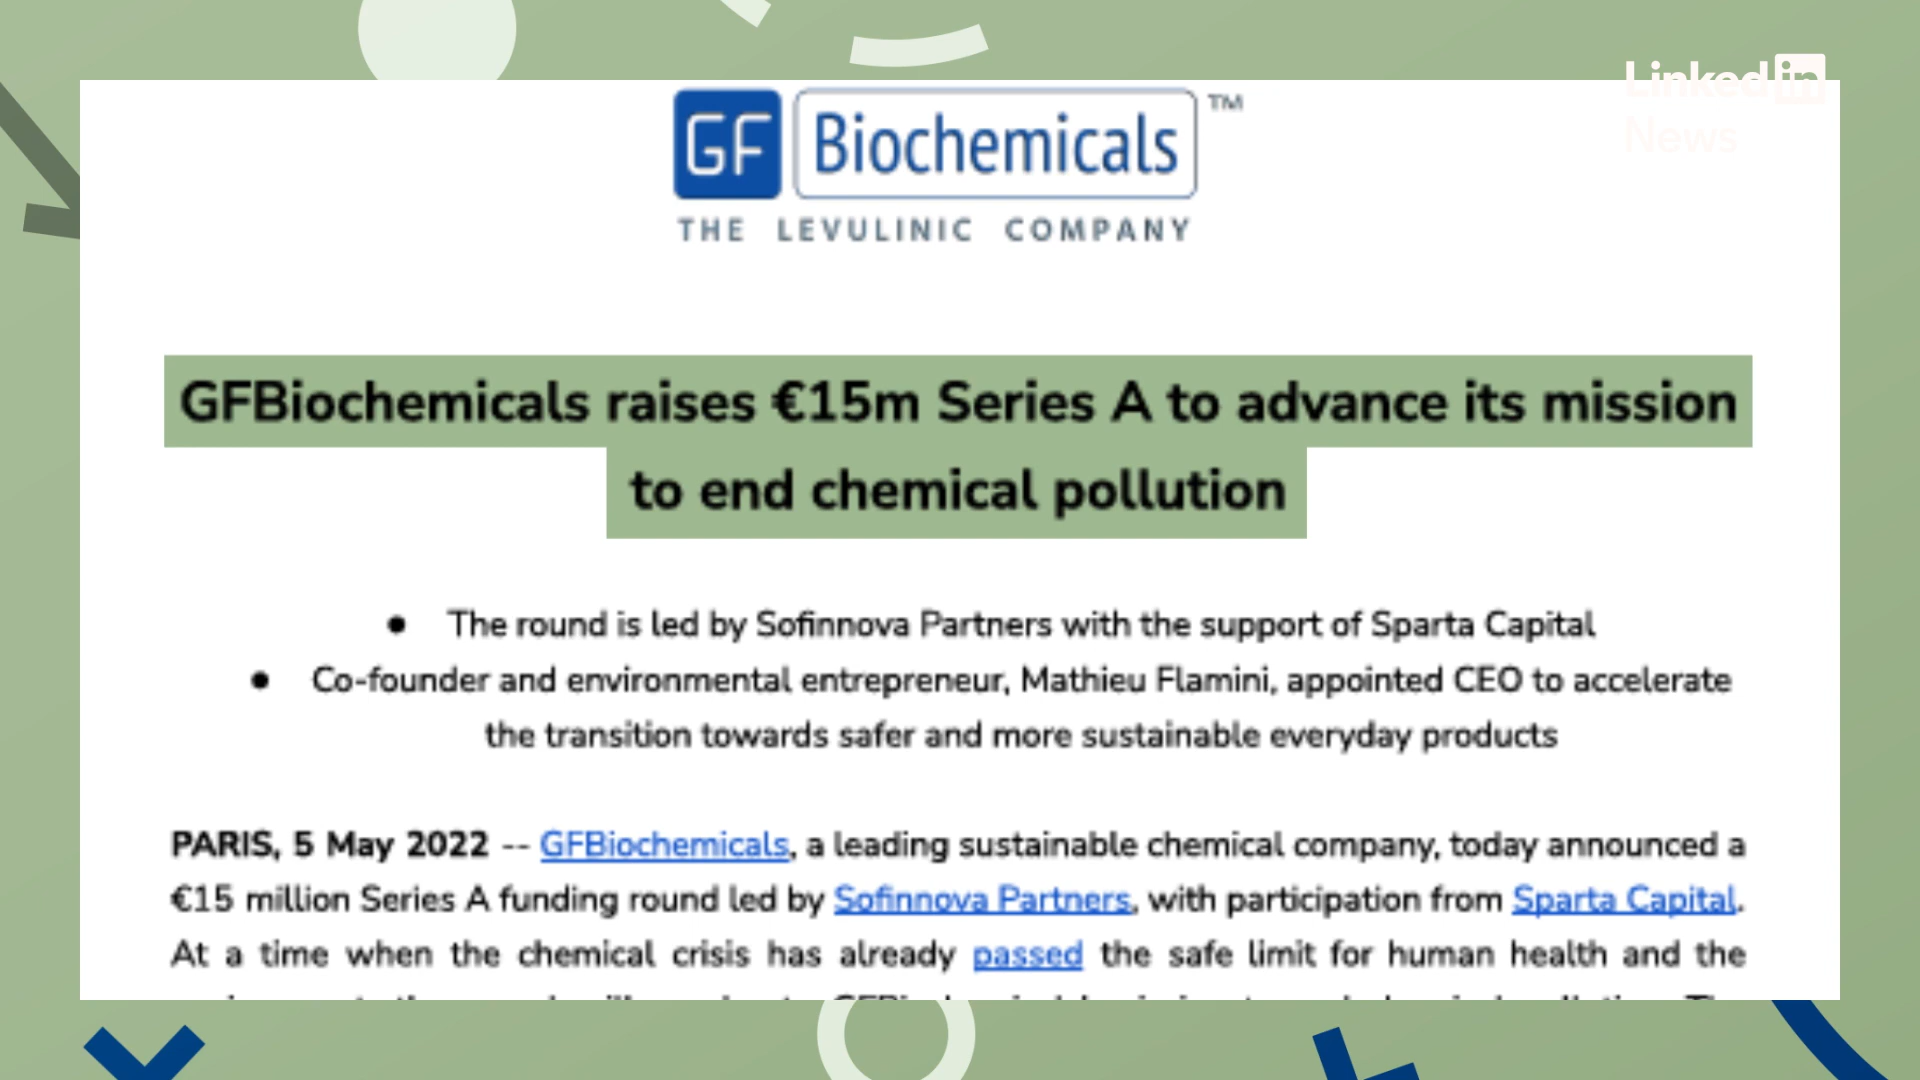 Linked in
News
GF Biochemicals ™
THE LEVULINIC COMPANY
GFBiochemicals raises €15m Series A to advance its mission
to end chemical pollution
● The round is led by Sofinnova Partners with the support of Sparta Capital
● Co-founder and environmental entrepreneur, Mathieu Flamini, appointed CEO to accelerate
the transition towards safer and more sustainable everyday products
PARIS, 5 May 2022 -- GFBiochemicals, a leading sustainable chemical company, today announced a
€15 million Series A funding round led by Sofinnova Partners, with participation from Sparta Capital.
At a time when the chemical crisis has already passed the safe limit for human health and the